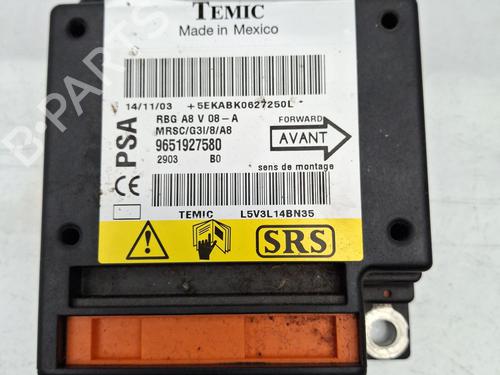 TEMIC
Made in Mexico
14/11/03 +5EKABK0627250L
PSA
RBG A8 V 08-A
MRSC/G3I/8/A8
9651927580
2903 B0
FORWARD
AVANT
sens de montage
CE
TEMIC L5V3L14BN35
SRS
B-PARTS